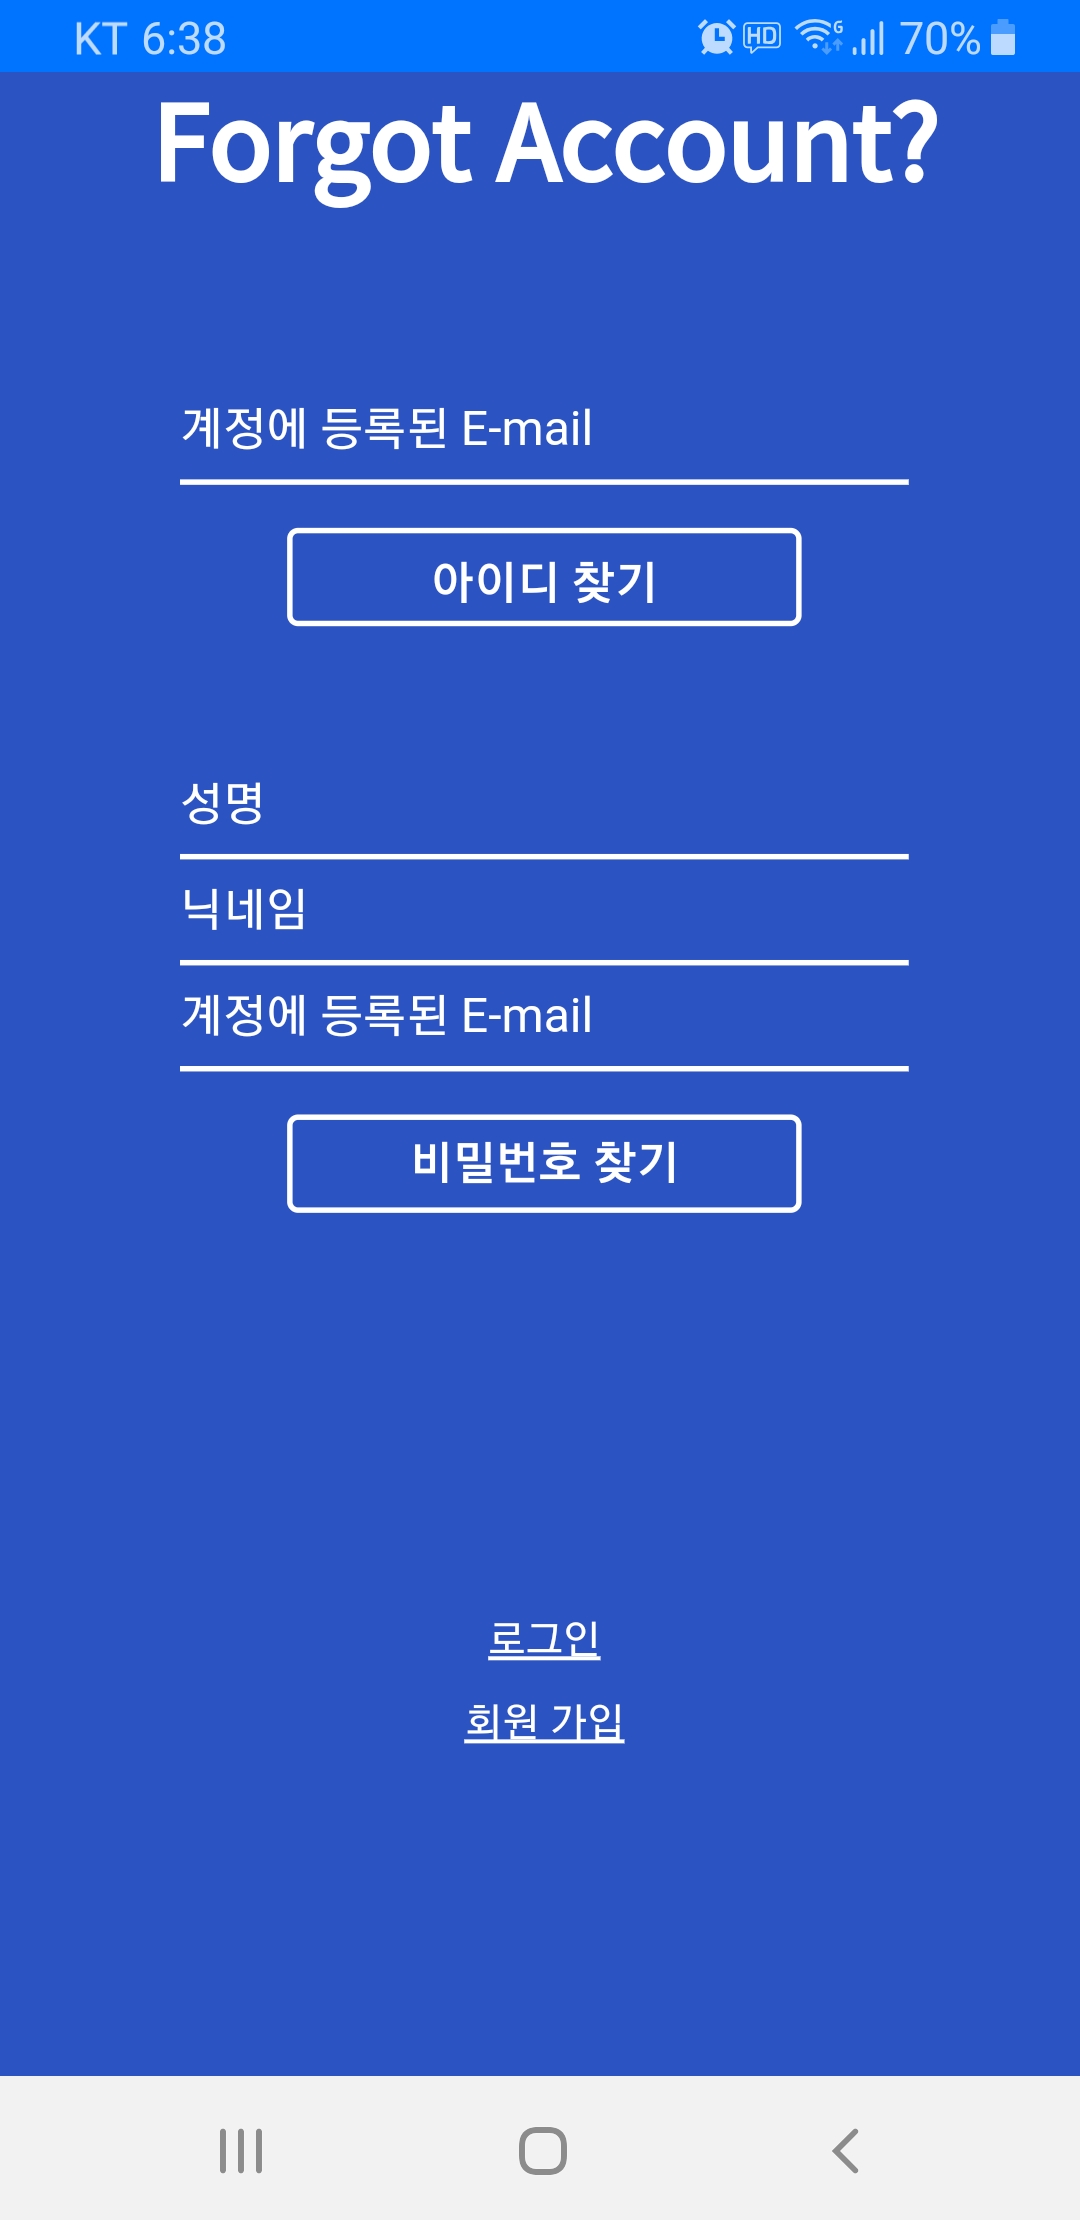 KT 6:38 HD G 70%
Forgot Account?
계정에 등록된 E-mail
아이디 찾기
성명
닉네임
계정에 등록된 E-mail
비밀번호 찾기
로그인
회원 가입